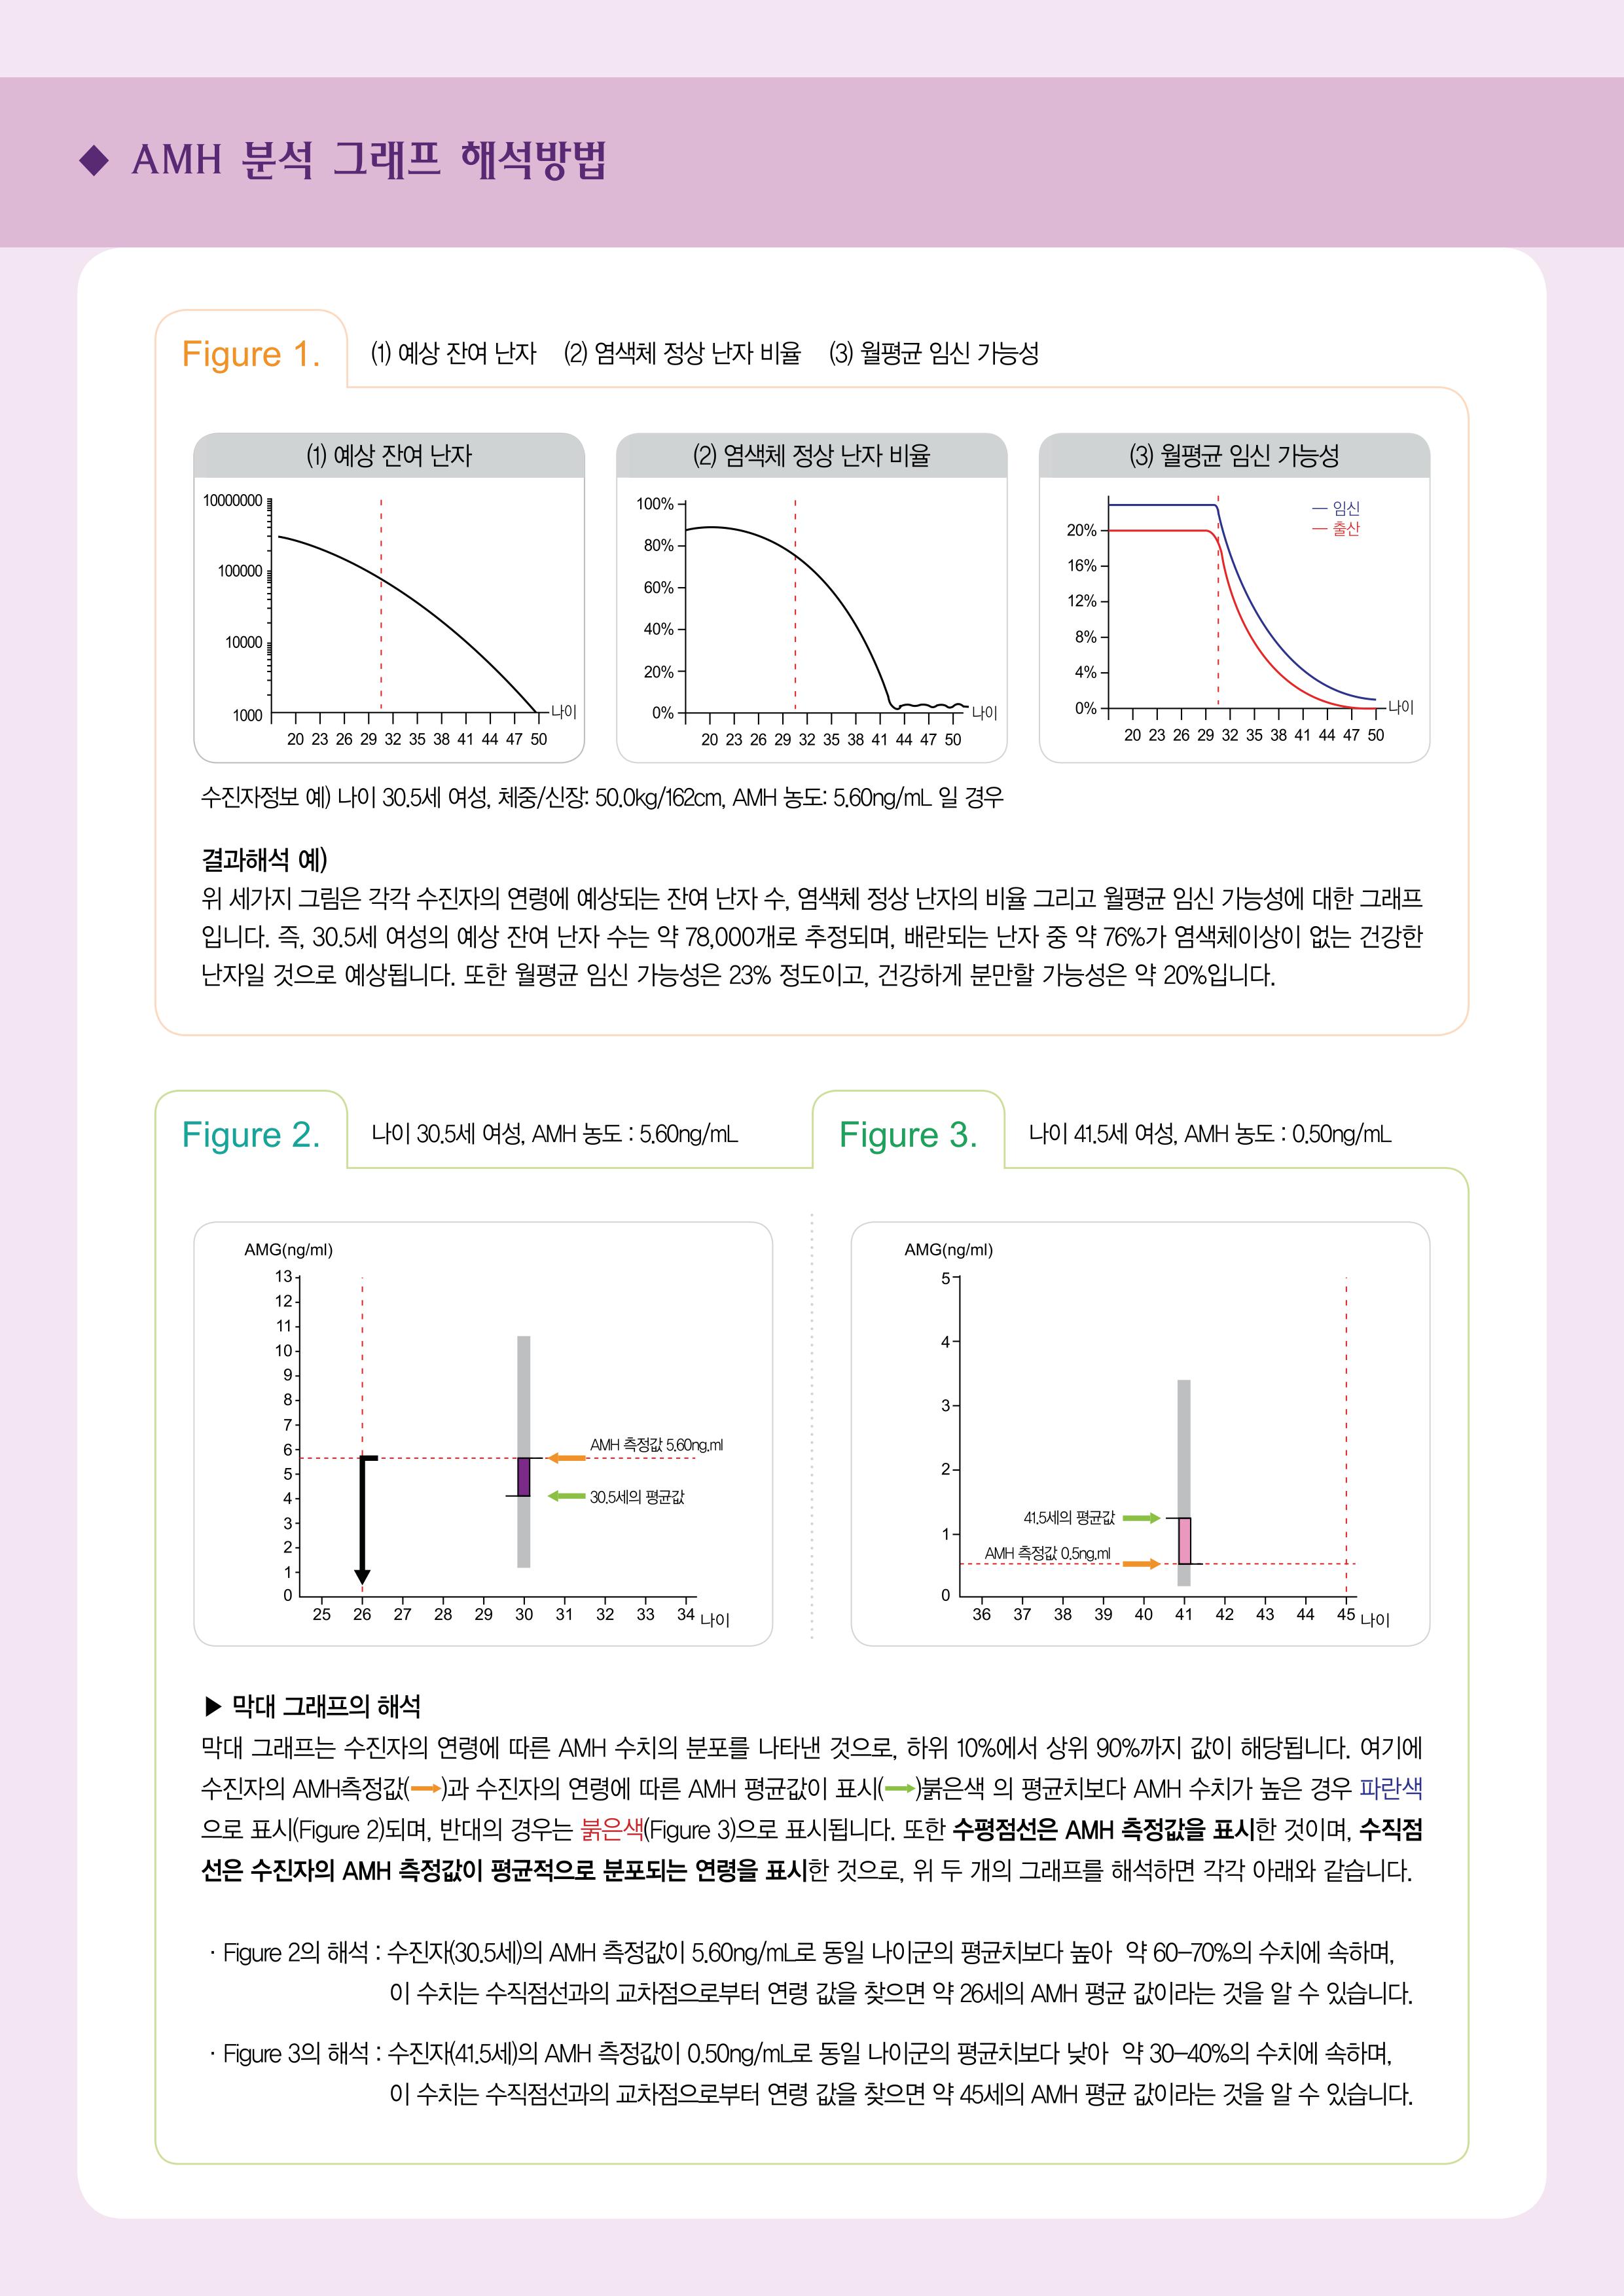 ◆ AMH 분석 그래프 해석방법
Figure 1.
(1) 예상 잔여 난자 (2) 염색체 정상 난자 비율 (3) 월평균 임신 가능성
(1) 예상 잔여 난자
10000000
100000
10000
1000
20 23 26 29 32 35 38 41 44 47 50
나이
(2) 염색체 정상 난자 비율
100%
80%
60%
40%
20%
0%
20 23 26 29 32 35 38 41 44 47 50
나이
(3) 월평균 임신 가능성
임신
출산
20%
16%
12%
8%
4%
0%
20 23 26 29 32 35 38 41 44 47 50
나이
수진자정보 예) 나이 30.5세 여성, 체중/신장: 50.0kg/162cm, AMH 농도: 5.60ng/mL 일 경우
결과해석 예)
위 세가지 그림은 각각 수진자의 연령에 예상되는 잔여 난자 수, 염색체 정상 난자의 비율 그리고 월평균 임신 가능성에 대한 그래프
입니다. 즉, 30.5세 여성의 예상 잔여 난자 수는 약 78,000개로 추정되며, 배란되는 난자 중 약 76%가 염색체이상이 없는 건강한
난자일 것으로 예상됩니다. 또한 월평균 임신 가능성은 23% 정도이고, 건강하게 분만할 가능성은 약 20%입니다.
Figure 2.
나이 30.5세 여성, AMH 농도 : 5.60ng/mL
Figure 3.
나이 41.5세 여성, AMH 농도 : 0.50ng/mL
AMG(ng/ml)
13
12
11
10
9
8
7
6
5
4
3
2
1
0
AMH 측정값 5.60ng.ml
30.5세의 평균값
25 26 27 28 29 30 31 32 33 34
나이
AMG(ng/ml)
5
4
3
2
1
0
41.5세의 평균값
AMH 측정값 0.5ng.ml
36 37 38 39 40 41 42 43 44 45
나이
▶ 막대 그래프의 해석
막대 그래프는 수진자의 연령에 따른 AMH 수치의 분포를 나타낸 것으로, 하위 10%에서 상위 90%까지 값이 해당됩니다. 여기에
수진자의 AMH측정값(→)과 수진자의 연령에 따른 AMH 평균값이 표시(→)붉은색 의 평균치보다 AMH 수치가 높은 경우 파란색
으로 표시(Figure 2)되며, 반대의 경우는 붉은색(Figure 3)으로 표시됩니다. 또한 수평점선은 AMH 측정값을 표시한 것이며, 수직점
선은 수진자의 AMH 측정값이 평균적으로 분포되는 연령을 표시한 것으로, 위 두 개의 그래프를 해석하면 각각 아래와 같습니다.
· Figure 2의 해석 : 수진자(30.5세)의 AMH 측정값이 5.60ng/mL로 동일 나이군의 평균치보다 높아 약 60–70%의 수치에 속하며,
이 수치는 수직점선과의 교차점으로부터 연령 값을 찾으면 약 26세의 AMH 평균 값이라는 것을 알 수 있습니다.
· Figure 3의 해석 : 수진자(41.5세)의 AMH 측정값이 0.50ng/mL로 동일 나이군의 평균치보다 낮아 약 30–40%의 수치에 속하며,
이 수치는 수직점선과의 교차점으로부터 연령 값을 찾으면 약 45세의 AMH 평균 값이라는 것을 알 수 있습니다.